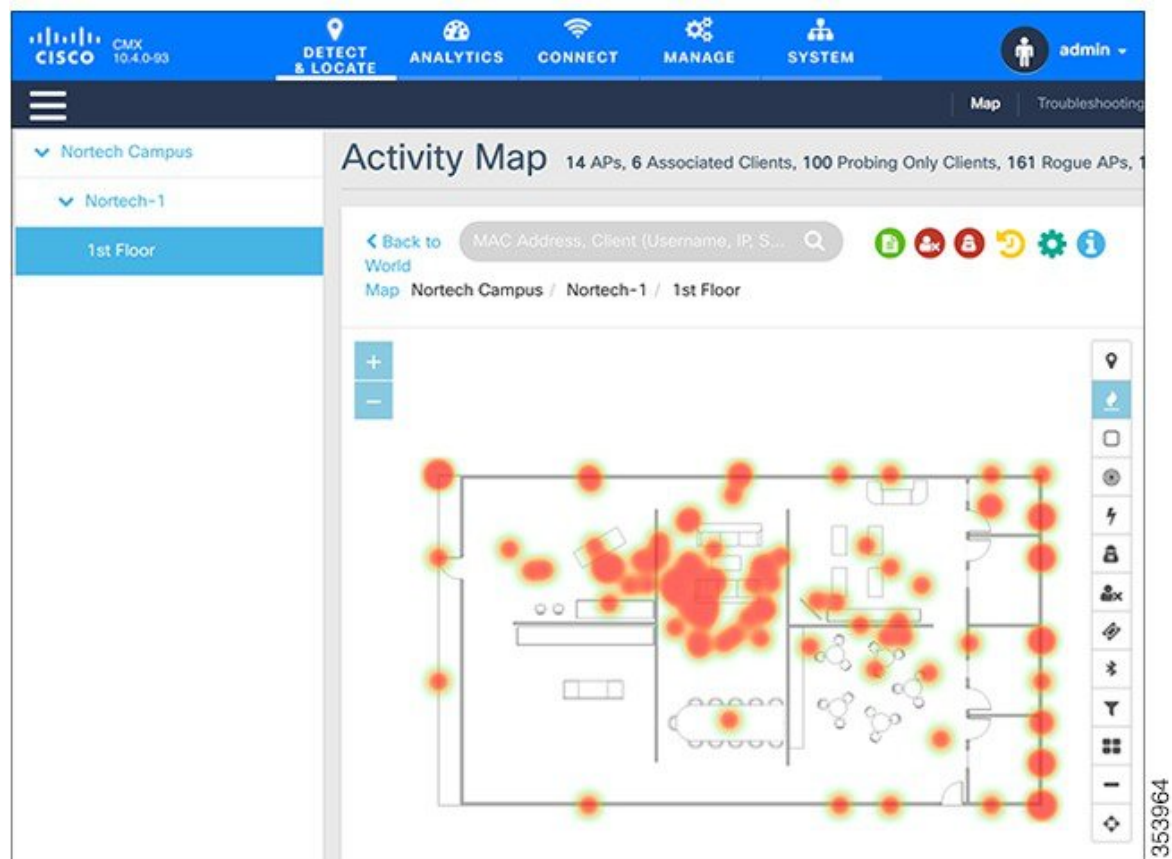 CISCO
CMX
10.4.0-93
DETECT
& LOCATE
ANALYTICS
CONNECT
MANAGE
SYSTEM
admin
Map
Troubleshooting
Nortech Campus
Nortech-1
1st Floor
Activity Map 14 APs, 6 Associated Clients, 100 Probing Only Clients, 161 Rogue APs, 1
Back to
World
Map
MAC Address, Client (Username, IP, S...
Nortech Campus / Nortech-1 / 1st Floor
+
−
353964